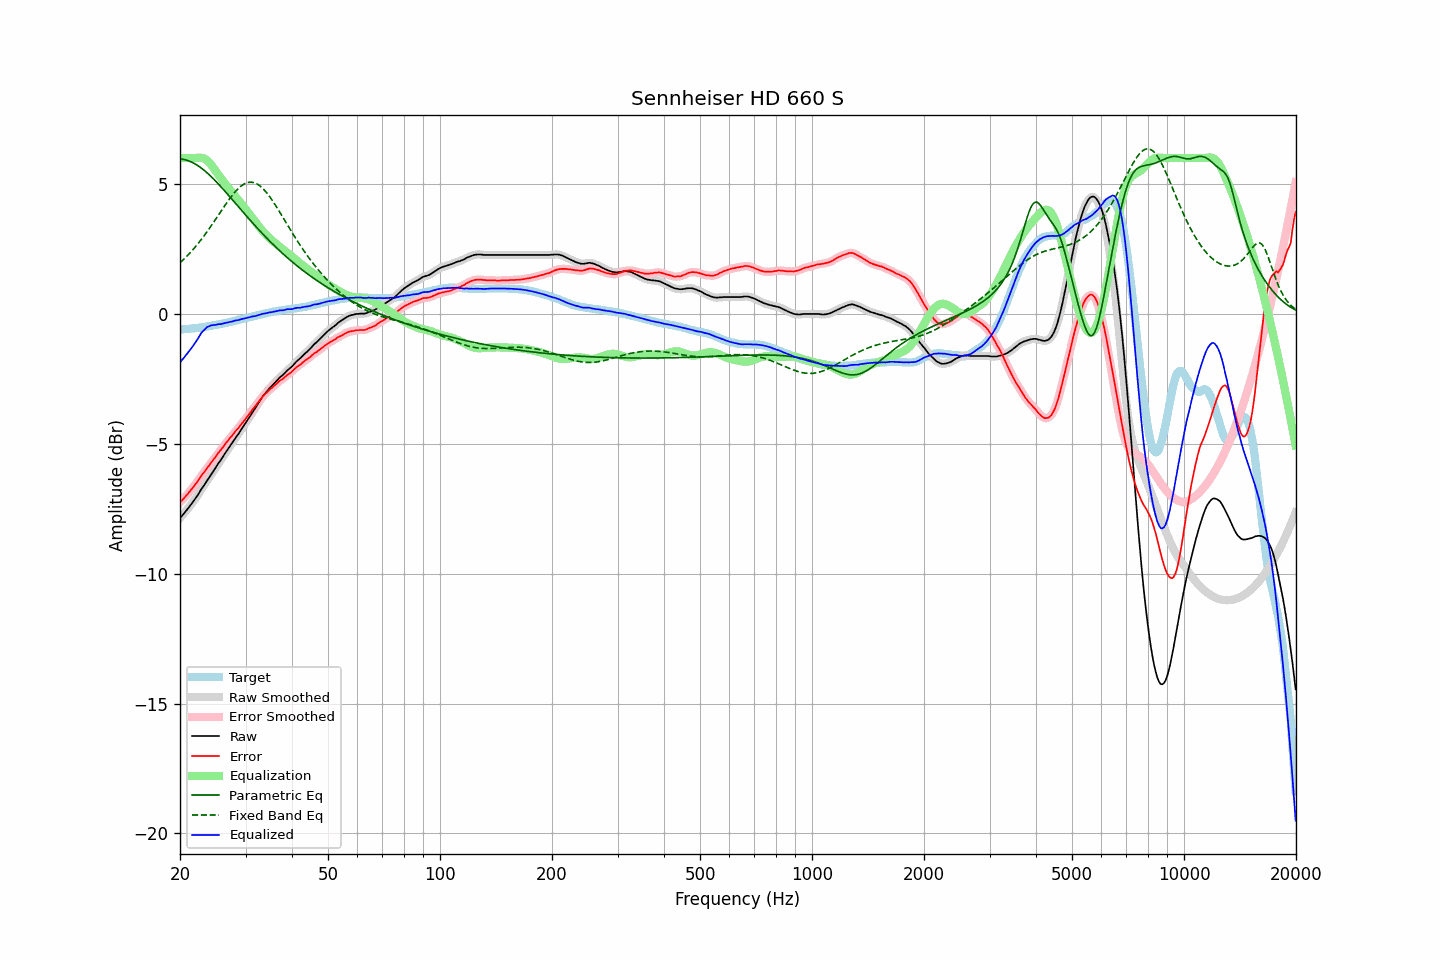 Sennheiser HD 660 S
Amplitude (dBr)
5
0
−5
−10
−15
−20
Target
Raw Smoothed
Error Smoothed
Raw
Error
Equalization
Parametric Eq
Fixed Band Eq
Equalized
20 50 100 200 500 1000 2000 5000 10000 20000
Frequency (Hz)